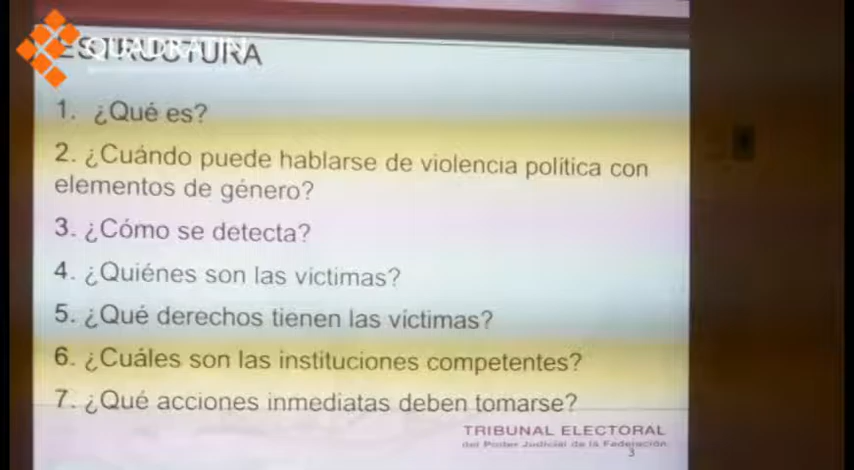 QUADRATÍN
ESTRUCTURA
1. ¿Qué es?
2. ¿Cuándo puede hablarse de violencia política con
elementos de género?
3. ¿Cómo se detecta?
4. ¿Quiénes son las víctimas?
5. ¿Qué derechos tienen las víctimas?
6. ¿Cuáles son las instituciones competentes?
7. ¿Qué acciones inmediatas deben tomarse?
TRIBUNAL ELECTORAL
del Poder Judicial de la Federación
3